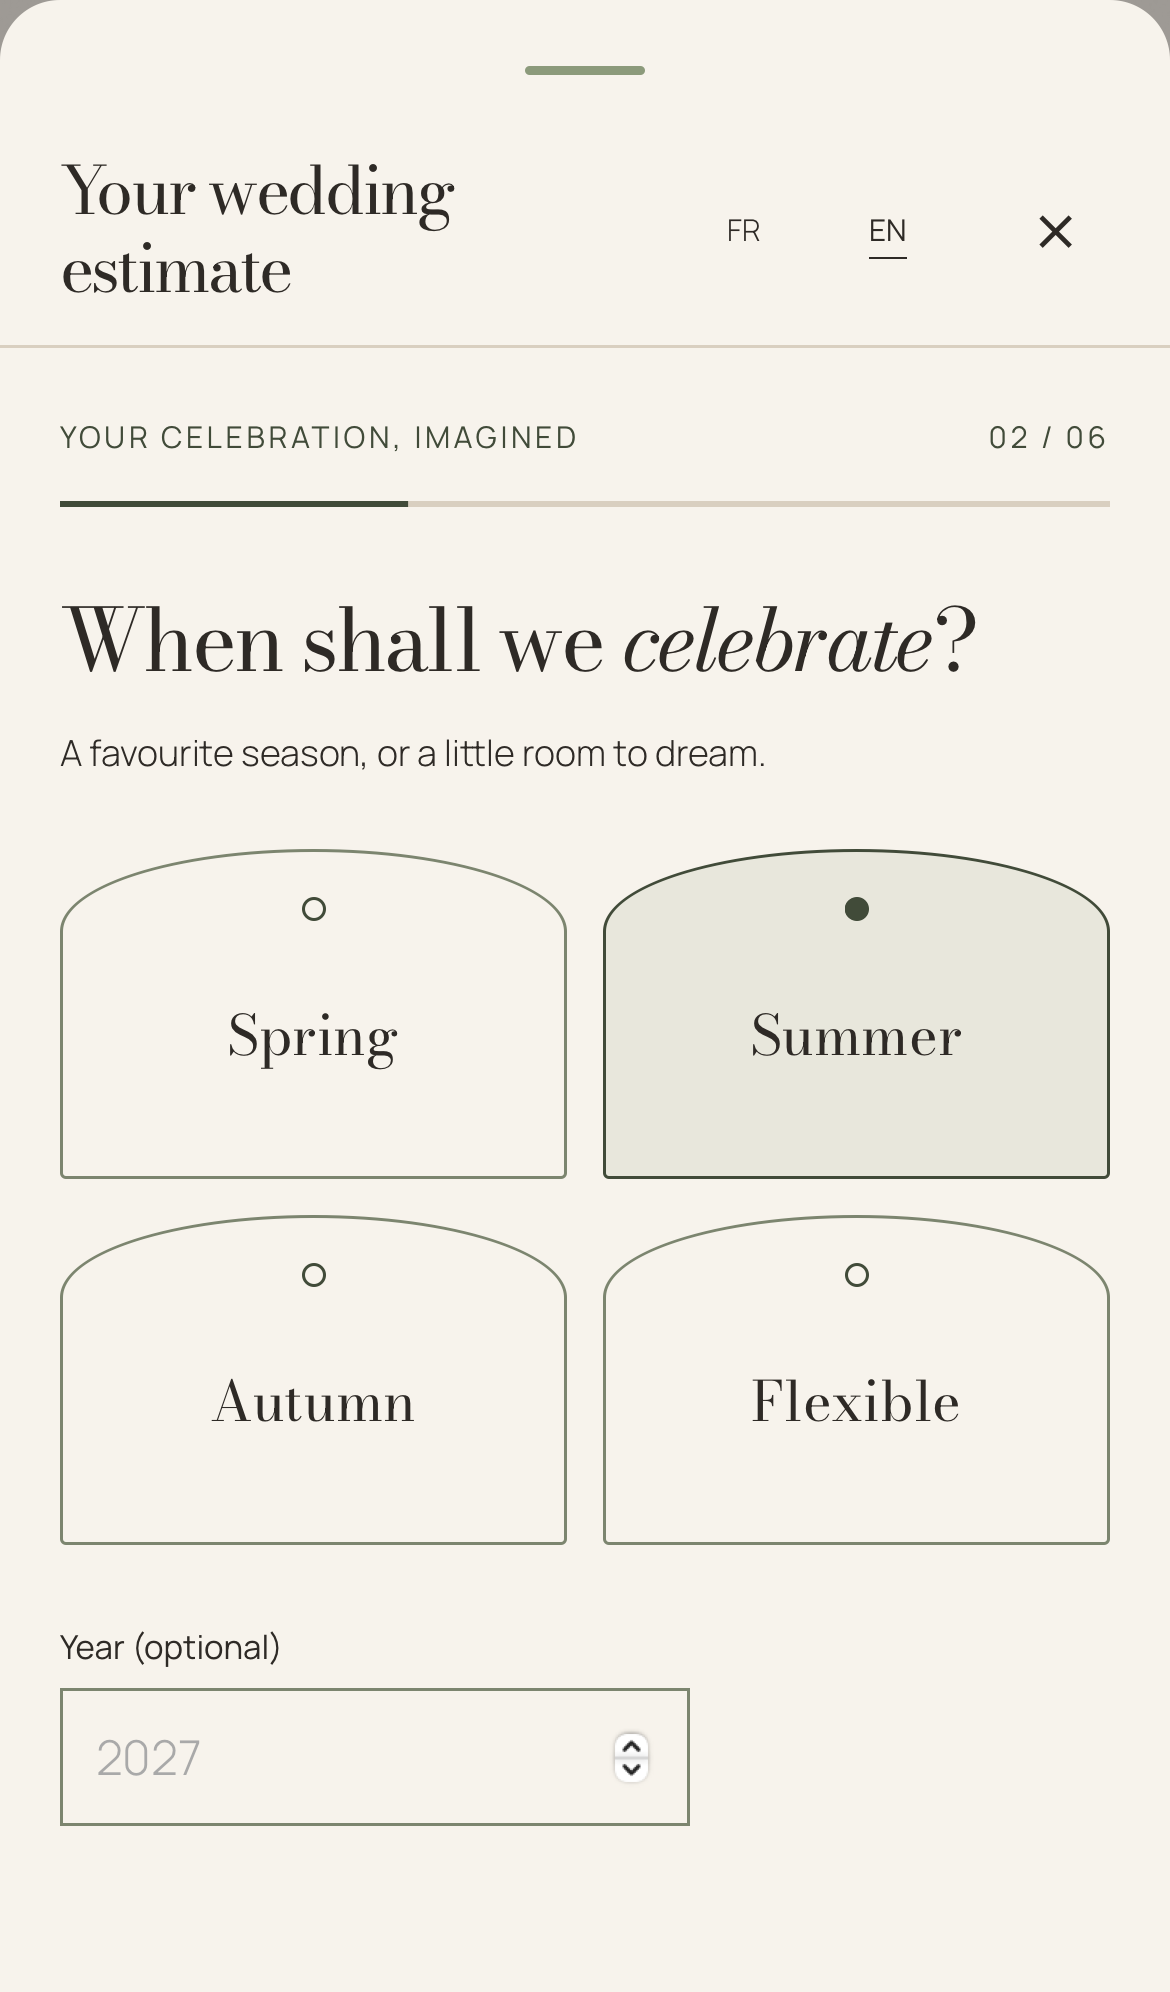 Your wedding
estimate
FR
EN
YOUR CELEBRATION, IMAGINED
02 / 06
When shall we celebrate?
A favourite season, or a little room to dream.
Spring
Summer
Autumn
Flexible
Year (optional)
2027